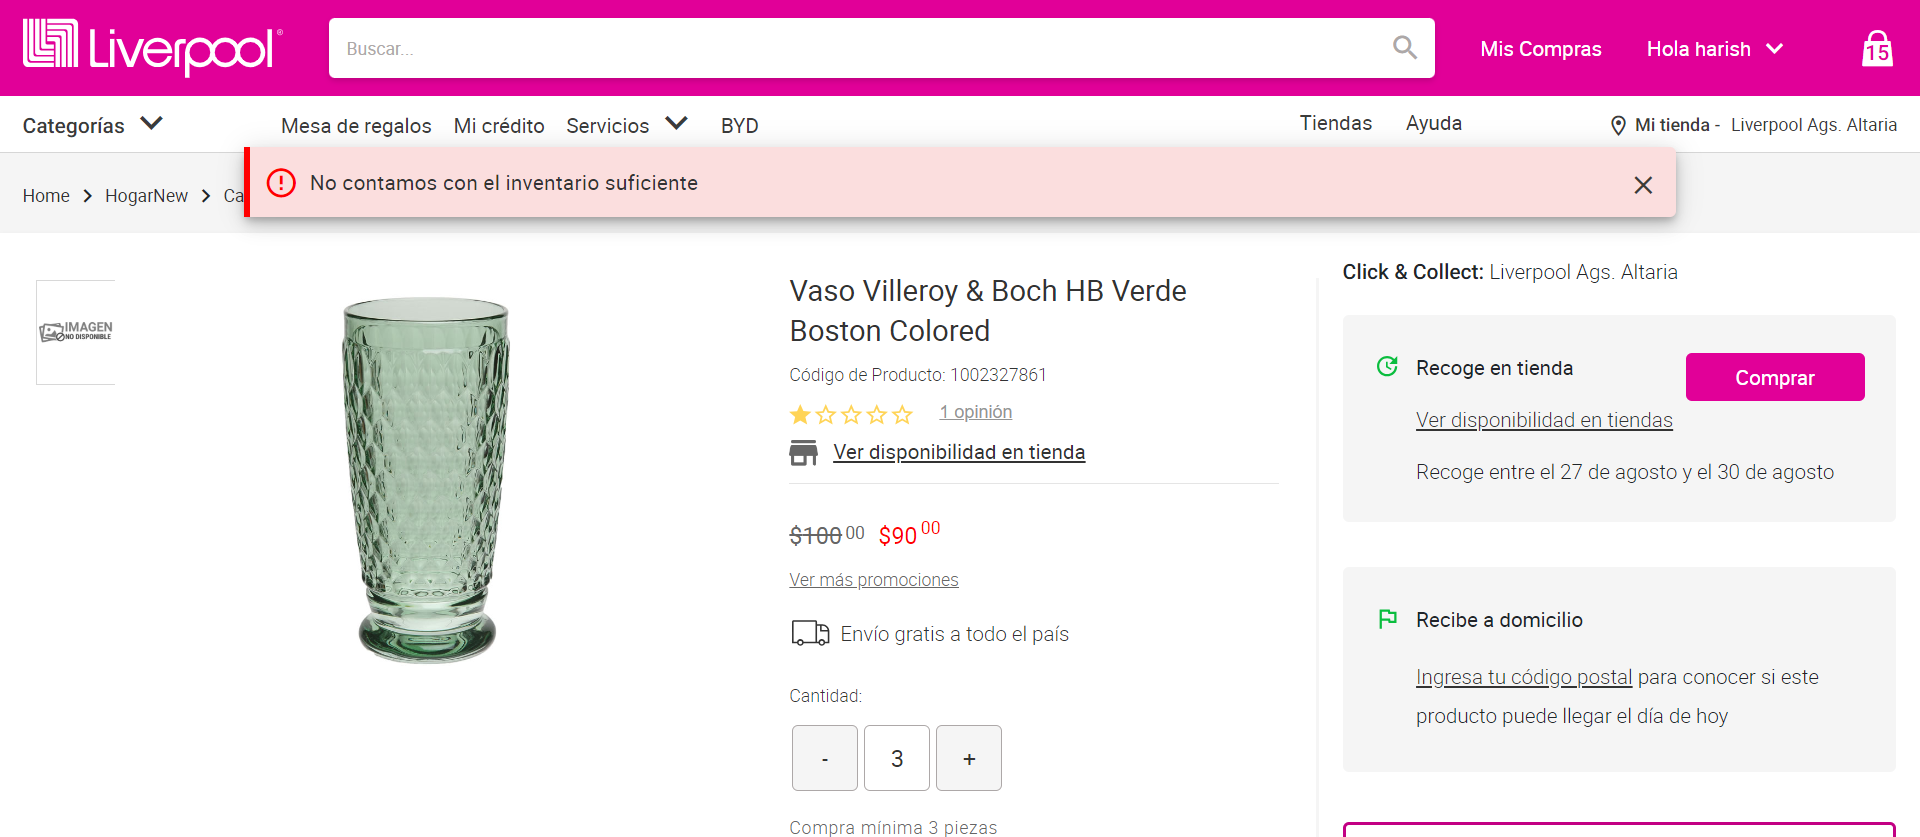 Liverpool®
Buscar...
Mis Compras
Hola harish
15
Categorías
Mesa de regalos
Mi crédito
Servicios
BYD
Tiendas
Ayuda
Mi tienda - Liverpool Ags. Altaria
Home > HogarNew > Ca
No contamos con el inventario suficiente
IMAGEN
NO DISPONIBLE
Vaso Villeroy & Boch HB Verde
Boston Colored
Código de Producto: 1002327861
1 opinión
Ver disponibilidad en tienda
$100 00 $90 00
Ver más promociones
Envío gratis a todo el país
Cantidad:
- 3 +
Compra mínima 3 piezas
Click & Collect: Liverpool Ags. Altaria
Recoge en tienda
Comprar
Ver disponibilidad en tiendas
Recoge entre el 27 de agosto y el 30 de agosto
Recibe a domicilio
Ingresa tu código postal para conocer si este
producto puede llegar el día de hoy